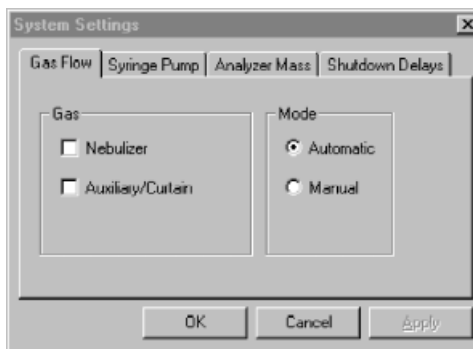 System Settings
Gas Flow Syringe Pump Analyzer Mass Shutdown Delays
Gas Mode
Nebulizer Automatic
Auxiliary/Curtain Manual
OK Cancel Apply